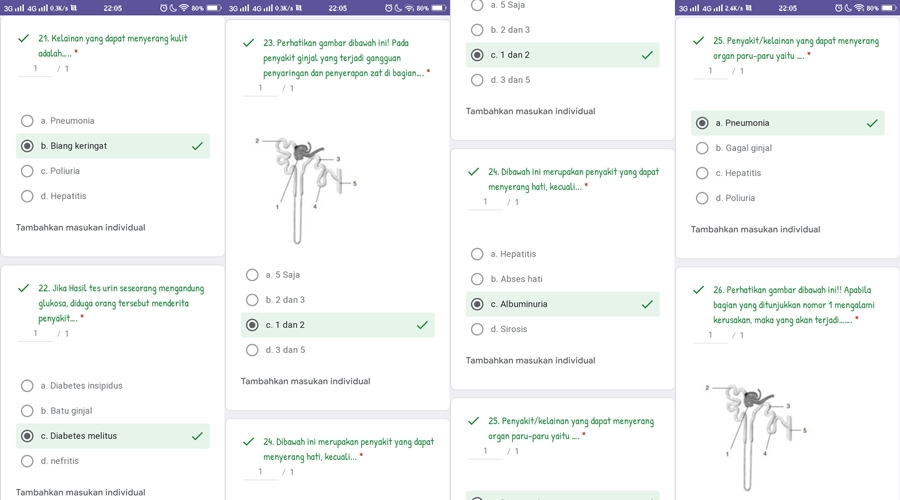 3G 4G 0.3K/s N 22:05 80%
21. Kelainan yang dapat menyerang kulit
adalah..... *
1 / 1
a. Pneumonia
b. Biang keringat
c. Poliuria
d. Hepatitis
Tambahkan masukan individual
22. Jika Hasil tes urin seseorang mengandung
glukosa, diduga orang tersebut menderita
penyakit.... *
1 / 1
a. Diabetes insipidus
b. Batu ginjal
c. Diabetes melitus
d. nefritis
Tambahkan masukan individual
3G 4G 0.3K/s N 22:05 80%
23. Perhatikan gambar dibawah ini! Pada
penyakit ginjal yang terjadi gangguan
penyaringan dan penyerapan zat di bagian.... *
1 / 1
2
3
5
1
4
a. 5 Saja
b. 2 dan 3
c. 1 dan 2
d. 3 dan 5
Tambahkan masukan individual
24. Dibawah ini merupakan penyakit yang dapat
menyerang hati, kecuali... *
1 / 1
a. 5 Saja
b. 2 dan 3
c. 1 dan 2
d. 3 dan 5
Tambahkan masukan individual
24. Dibawah ini merupakan penyakit yang dapat
menyerang hati, kecuali... *
1 / 1
a. Hepatitis
b. Abses hati
c. Albuminuria
d. Sirosis
Tambahkan masukan individual
25. Penyakit/kelainan yang dapat menyerang
organ paru-paru yaitu .... *
1 / 1
3G 4G 2.4K/s N 22:05 80%
25. Penyakit/kelainan yang dapat menyerang
organ paru-paru yaitu .... *
1 / 1
a. Pneumonia
b. Gagal ginjal
c. Hepatitis
d. Poliuria
Tambahkan masukan individual
26. Perhatikan gambar dibawah ini!! Apabila
bagian yang ditunjukkan nomor 1 mengalami
kerusakan, maka yang akan terjadi....... *
1 / 1
2
3
5
1
4